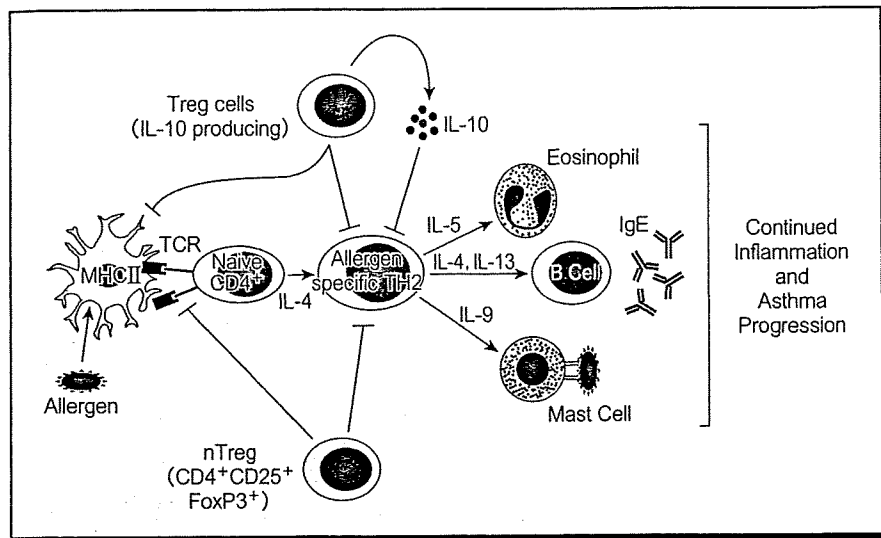 Treg cells
(IL-10 producing)
IL-10
Eosinophil
IL-5
IgE
TCR
MHCII
Naive
CD4+
IL-4
Allergen
specific TH2
IL-4, IL-13
B Cell
IL-9
Mast Cell
Allergen
nTreg
(CD4+CD25+
FoxP3+)
Continued
Inflammation
and
Asthma
Progression